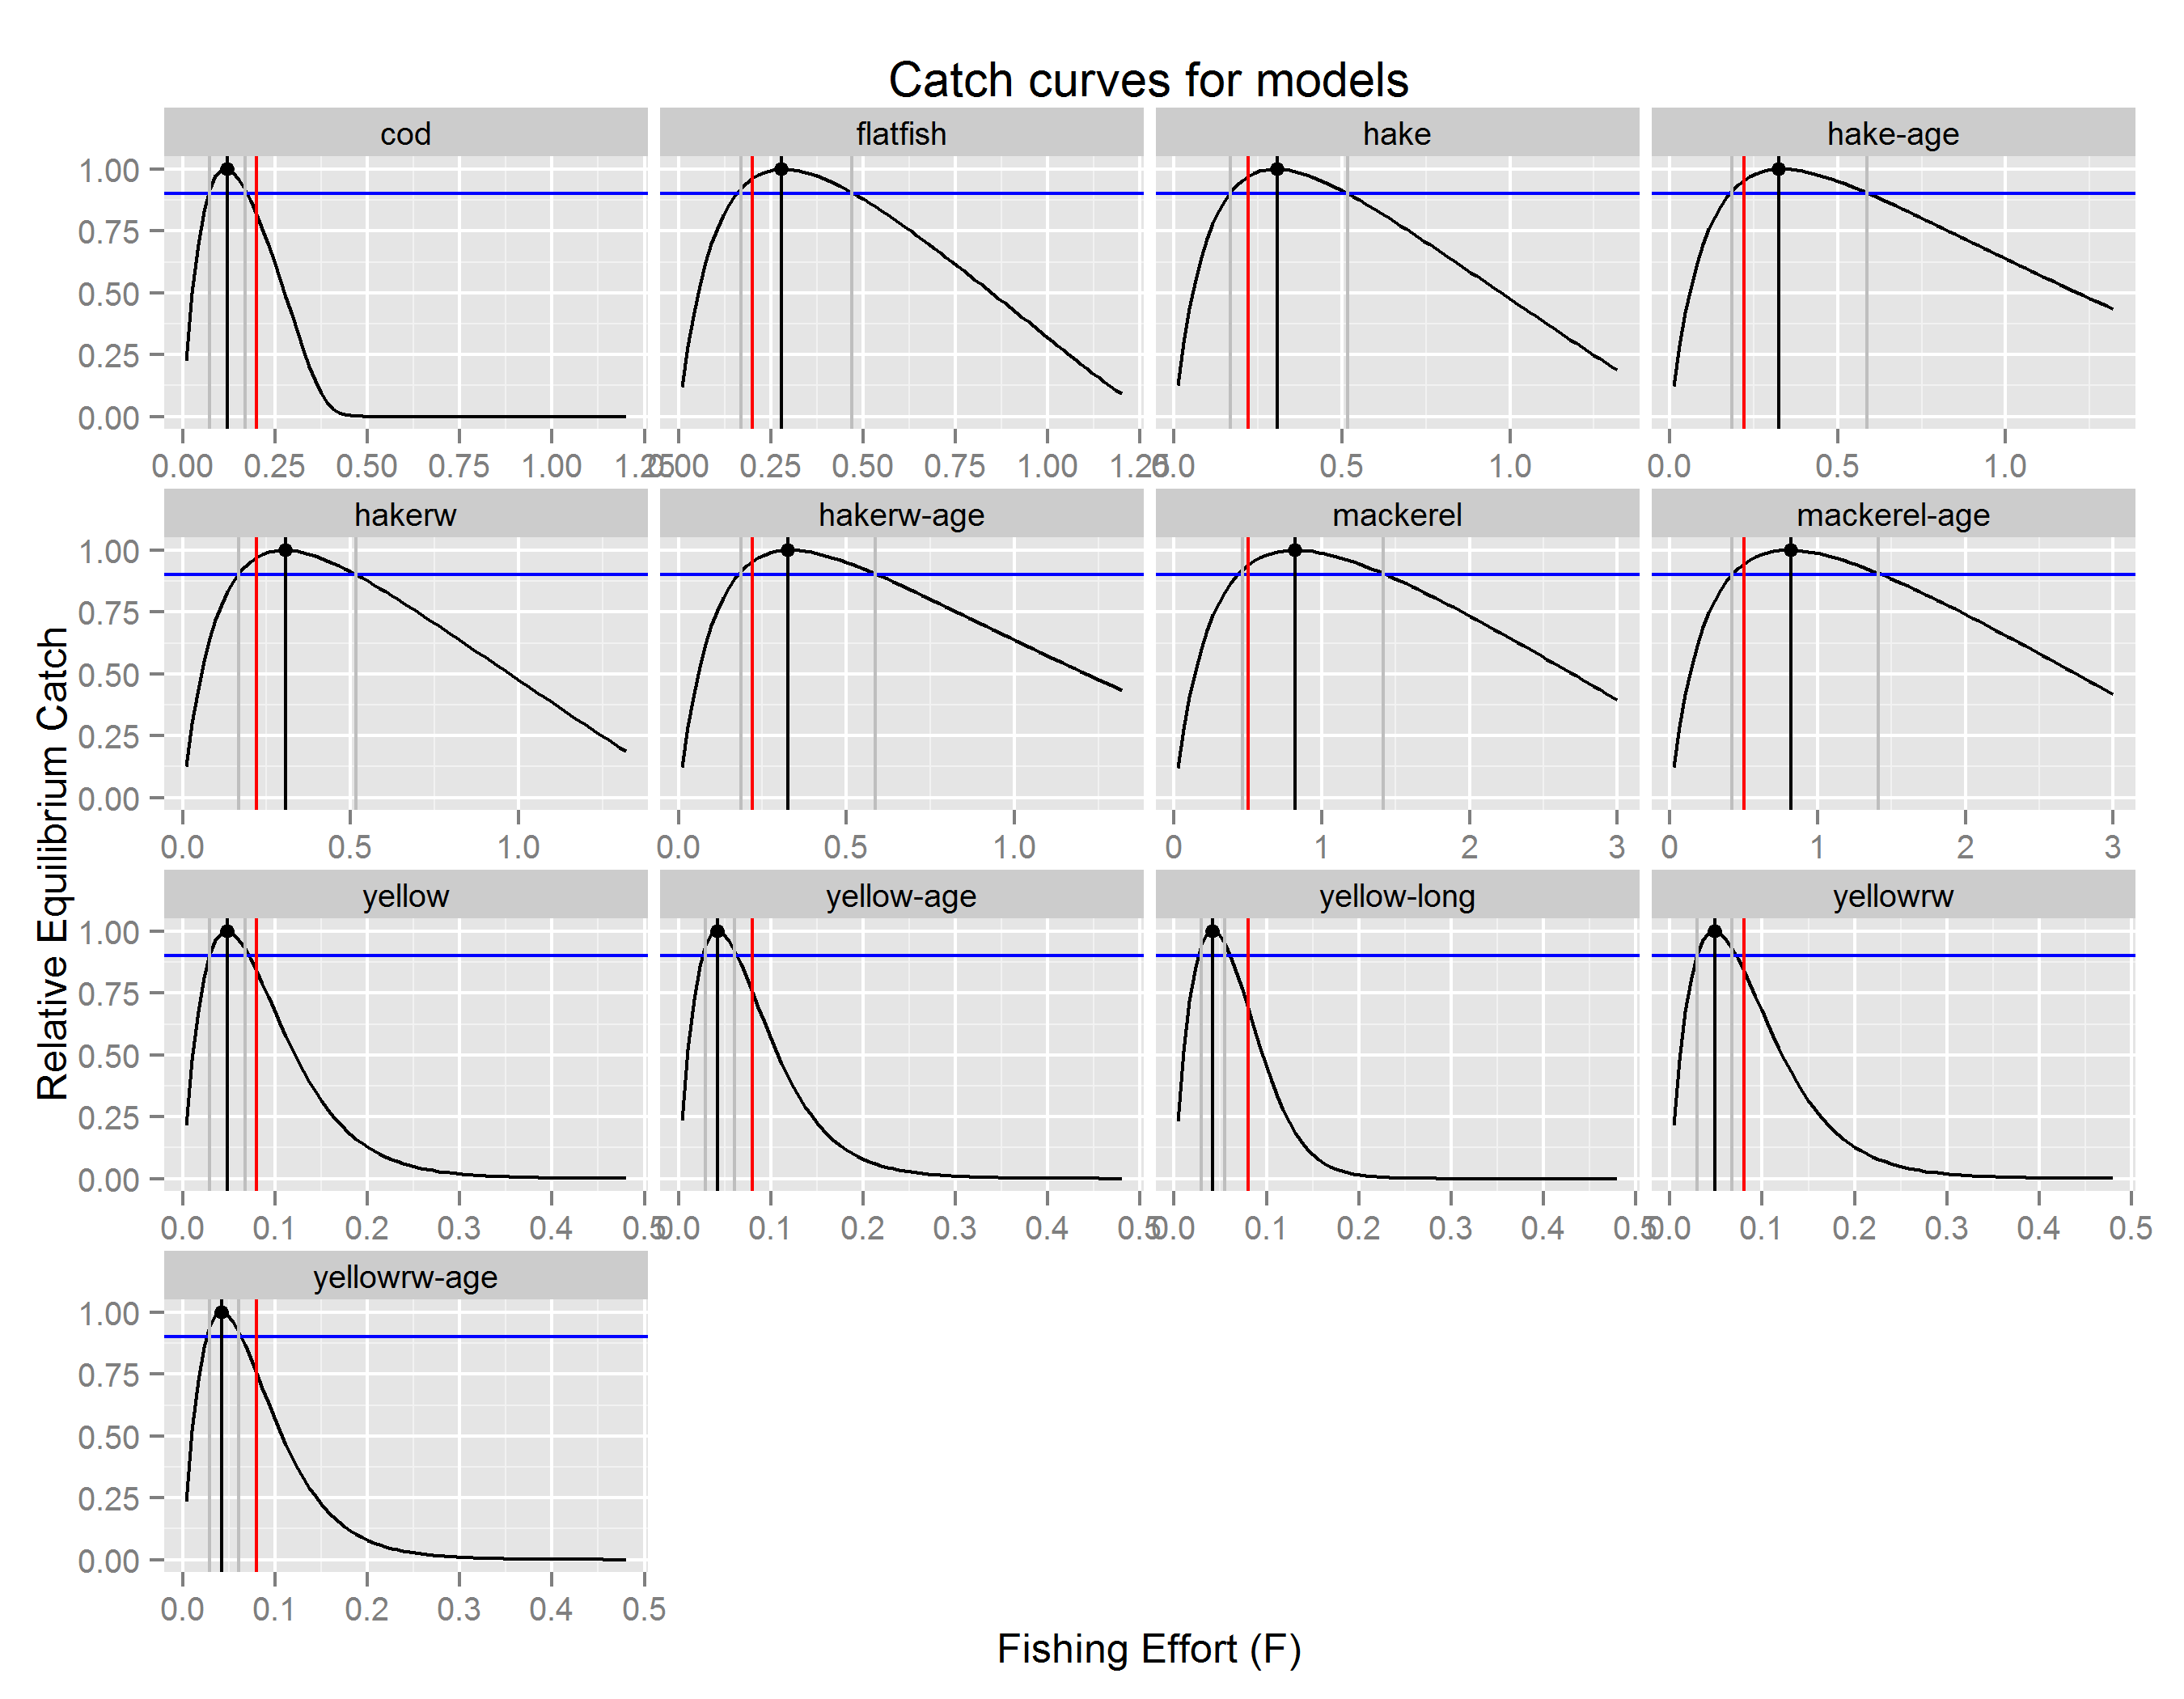 Catch curves for models
cod flatfish hake hake-age
1.00
0.75
0.50
0.25
0.00
0.00 0.25 0.50 0.75 1.00 1.25 0.00 0.25 0.50 0.75 1.00 1.25 0.0 0.5 1.0 0.0 0.5 1.0
hakerw hakerw-age mackerel mackerel-age
1.00
0.75
0.50
0.25
0.00
0.0 0.5 1.0 0.0 0.5 1.0 0 1 2 3 0 1 2 3
yellow yellow-age yellow-long yellowrw
1.00
0.75
0.50
0.25
0.00
0.0 0.1 0.2 0.3 0.4 0.5 0.0 0.1 0.2 0.3 0.4 0.5 0.0 0.1 0.2 0.3 0.4 0.5 0.0 0.1 0.2 0.3 0.4 0.5
yellowrw-age
1.00
0.75
0.50
0.25
0.00
0.0 0.1 0.2 0.3 0.4 0.5
Relative Equilibrium Catch
Fishing Effort (F)